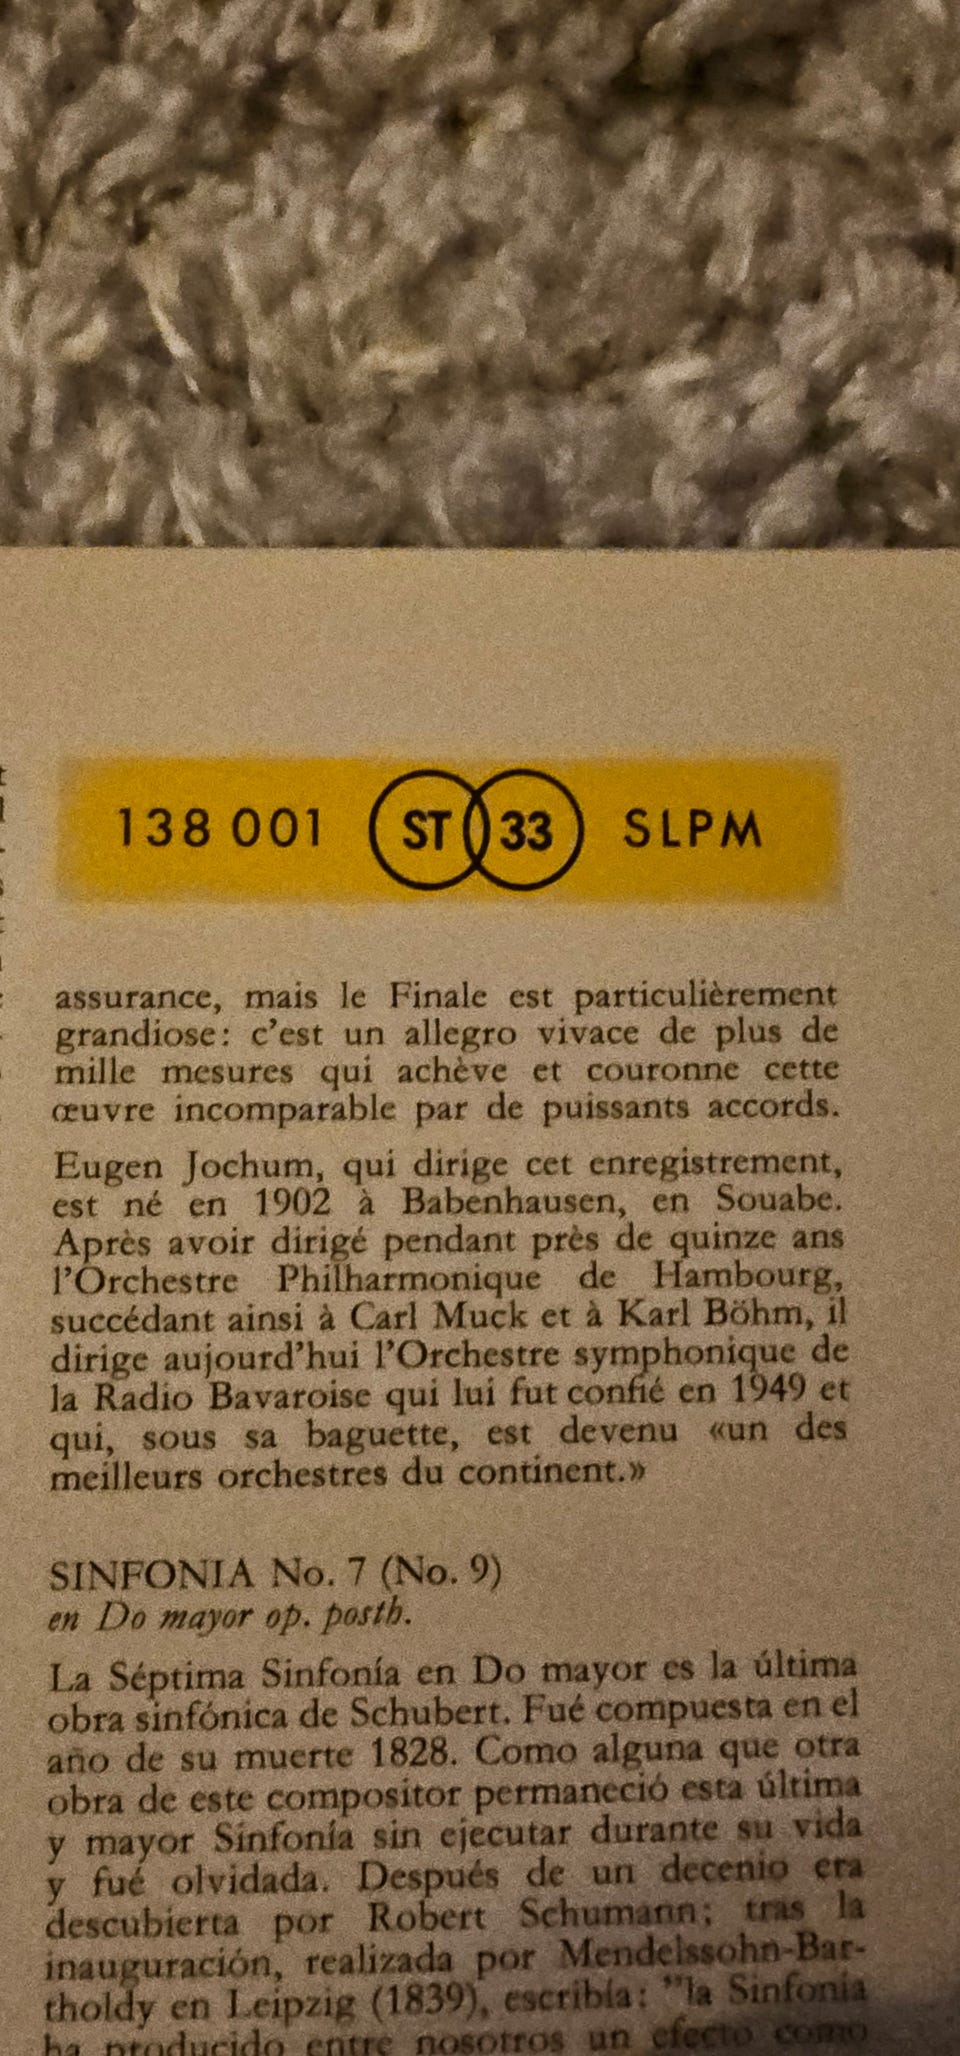 138 001 ST 33 SLPM
assurance, mais le Finale est particulièrement
grandiose: c'est un allegro vivace de plus de
mille mesures qui achève et couronne cette
œuvre incomparable par de puissants accords.
Eugen Jochum, qui dirige cet enregistrement,
est né en 1902 à Babenhausen, en Souabe.
Après avoir dirigé pendant près de quinze ans
l'Orchestre Philharmonique de Hambourg,
succédant ainsi à Carl Muck et à Karl Böhm, il
dirige aujourd'hui l'Orchestre symphonique de
la Radio Bavaroise qui lui fut confié en 1949 et
qui, sous sa baguette, est devenu «un des
meilleurs orchestres du continent.»
SINFONIA No. 7 (No. 9)
en Do mayor op. posth.
La Séptima Sinfonía en Do mayor es la última
obra sinfónica de Schubert. Fué compuesta en el
año de su muerte 1828. Como alguna que otra
obra de este compositor permaneció esta última
y mayor Sinfonía sin ejecutar durante su vida
y fué olvidada. Después de un decenio era
descubierta por Robert Schumann; tras la
inauguración, realizada por Mendelssohn-Bar-
tholdy en Leipzig (1839), escribía: "la Sinfonía
ha producido entre nosotros un efecto como